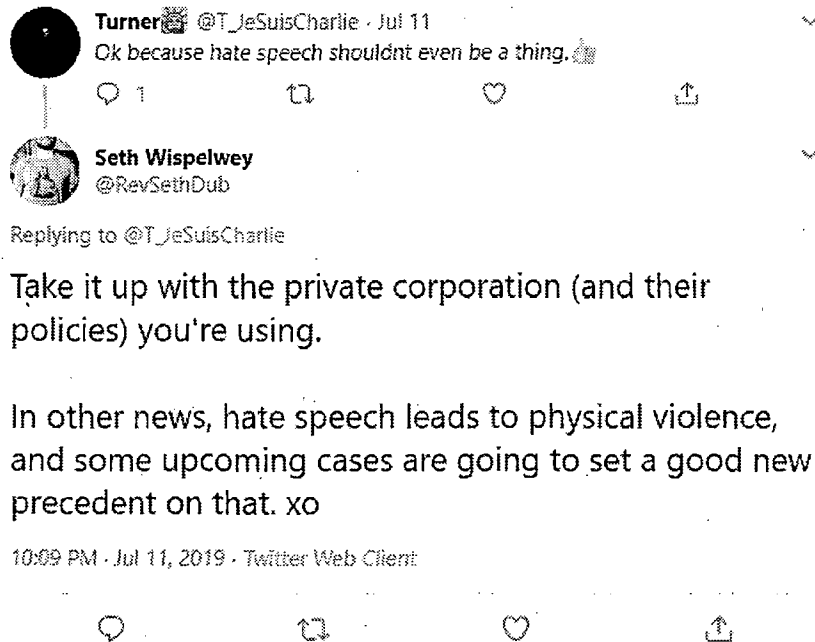 Turner @T_JeSuisCharlie · Jul 11
Ok because hate speech shouldnt even be a thing.
1
Seth Wispelwey
@RevSethDub
Replying to @T_JeSuisCharlie
Take it up with the private corporation (and their
policies) you're using.
In other news, hate speech leads to physical violence,
and some upcoming cases are going to set a good new
precedent on that. xo
10:09 PM · Jul 11, 2019 · Twitter Web Client